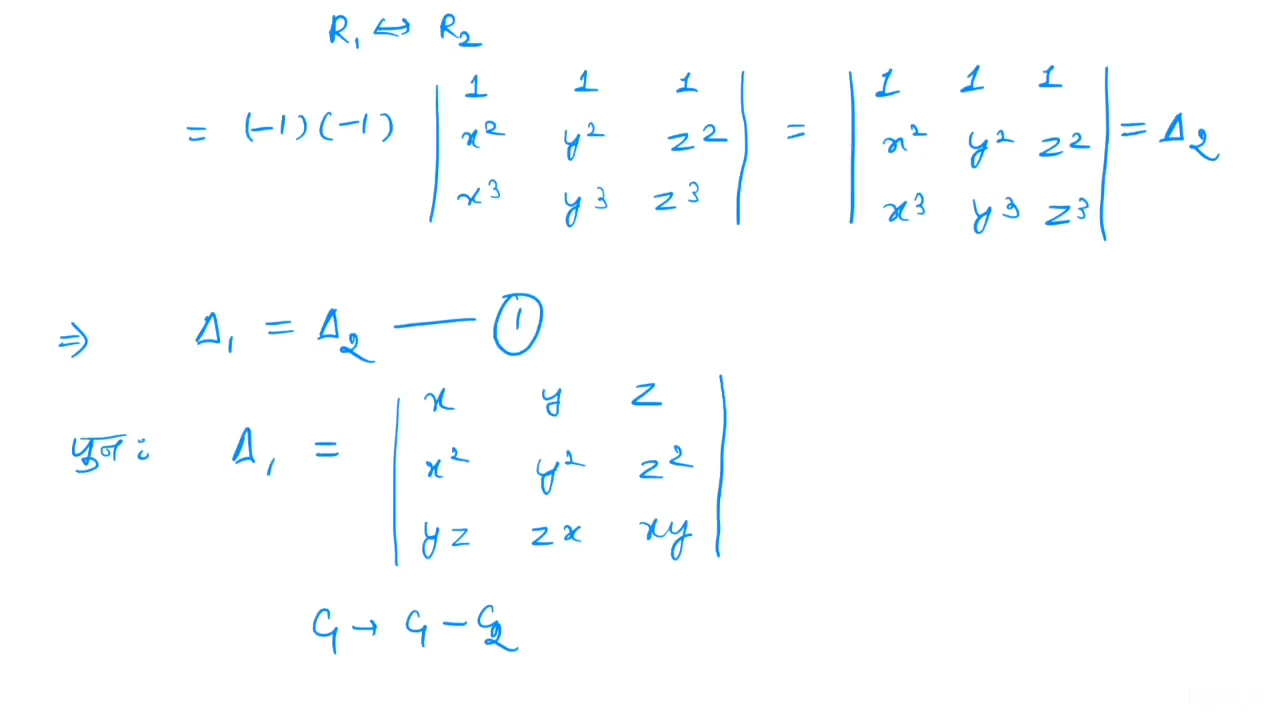 R₁ ↔ R₂
= (-1)(-1) | 1 1 1 | = | 1 1 1 | = Δ₂
| x² y² z² | | x² y² z² |
| x³ y³ z³ | | x³ y³ z³ |
⇒ Δ₁ = Δ₂ — ①
पुनः Δ₁ = | x y z |
| x² y² z² |
| yz zx xy |
C₁ → C₁ - C₂